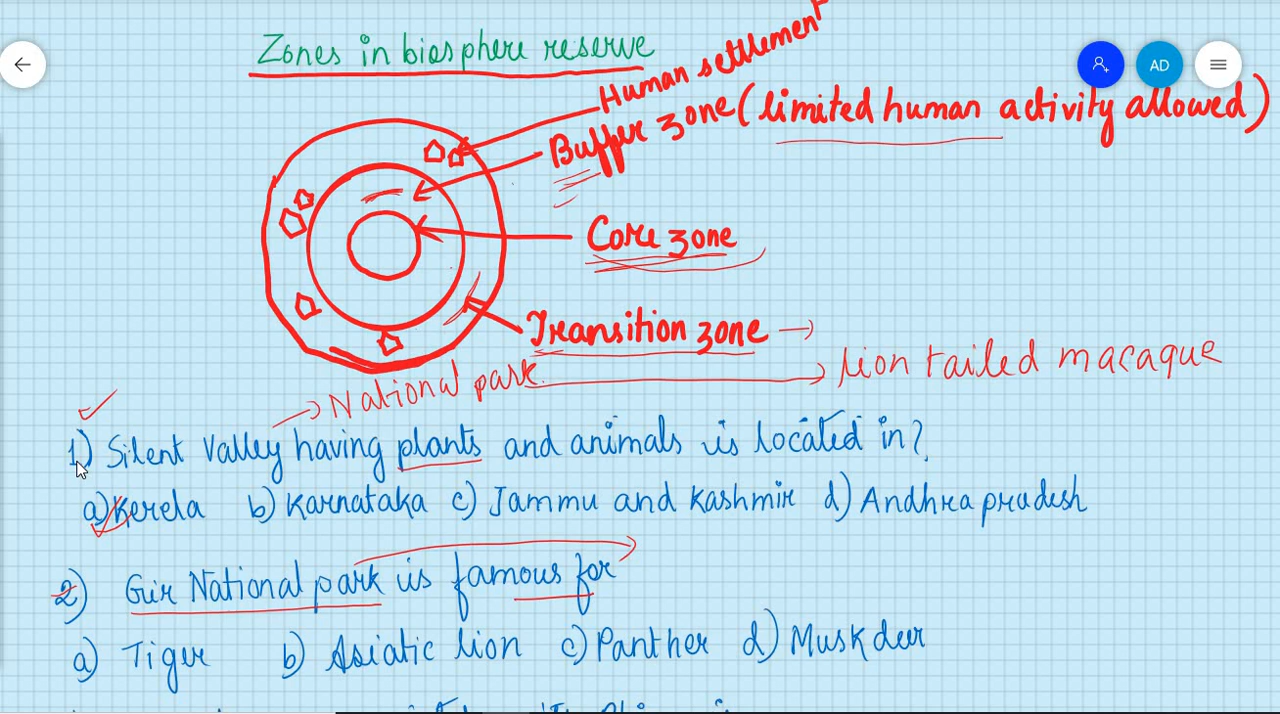 Zones in biosphere reserve
Human settlement
Buffer zone (limited human activity allowed)
Core zone
Transition zone →
→ National park → lion tailed macaque
1) Silent Valley having plants and animals is located in?
a) Kerela b) Karnataka c) Jammu and Kashmir d) Andhra pradesh
2) Gir National park is famous for
a) Tiger b) Asiatic lion c) Panther d) Musk deer
AD